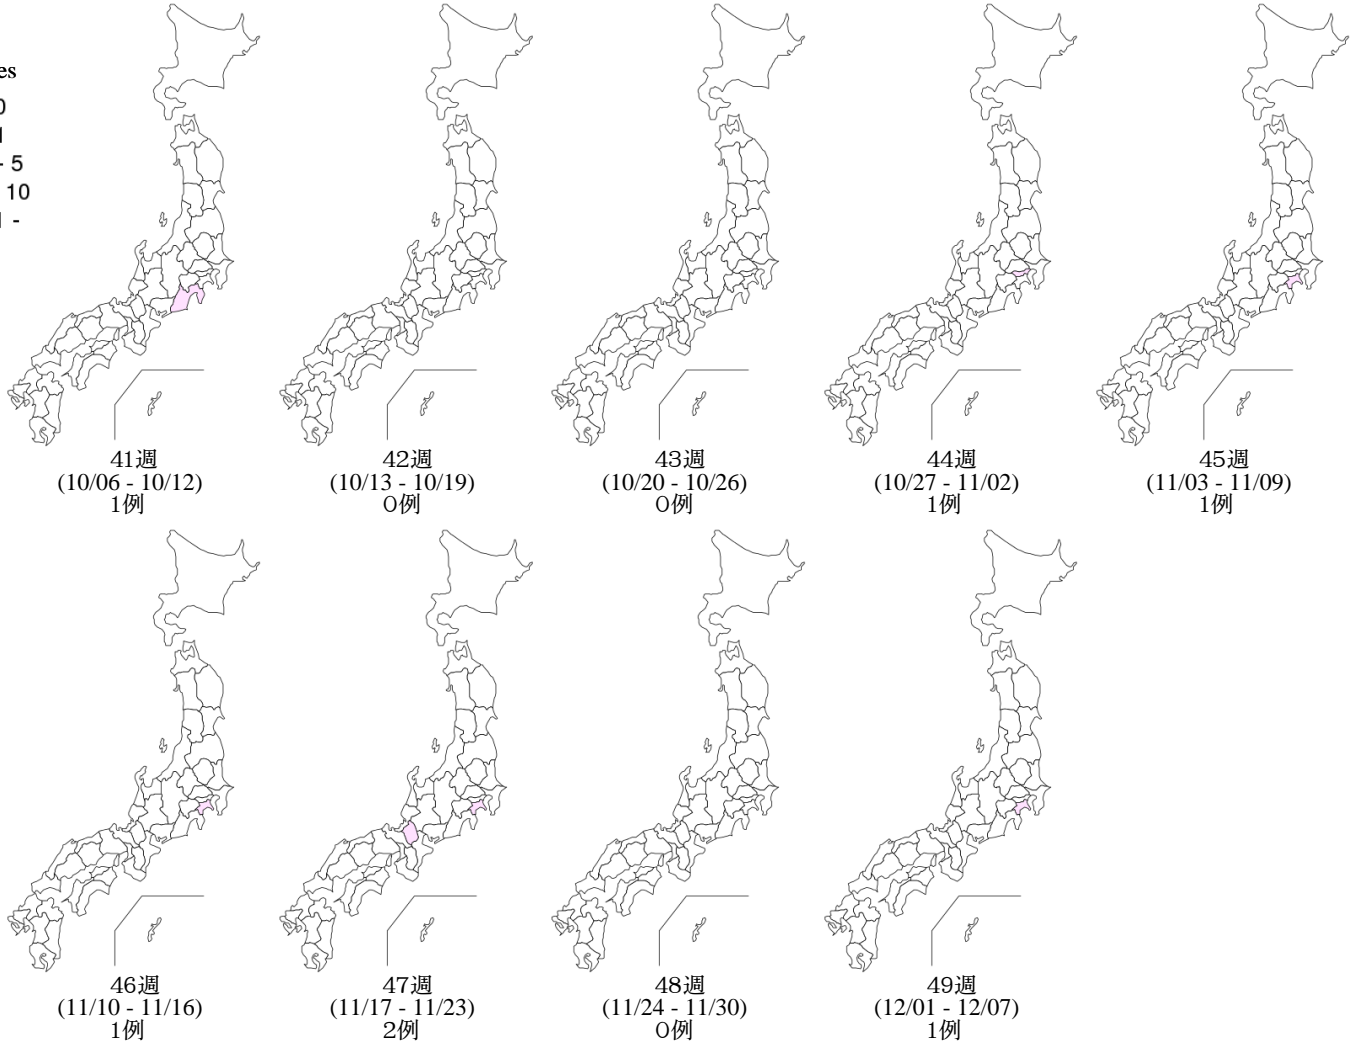 es
0
1
- 5
10
1 -
41週
(10/06 - 10/12)
1例
42週
(10/13 - 10/19)
0例
43週
(10/20 - 10/26)
0例
44週
(10/27 - 11/02)
1例
45週
(11/03 - 11/09)
1例
46週
(11/10 - 11/16)
1例
47週
(11/17 - 11/23)
2例
48週
(11/24 - 11/30)
0例
49週
(12/01 - 12/07)
1例